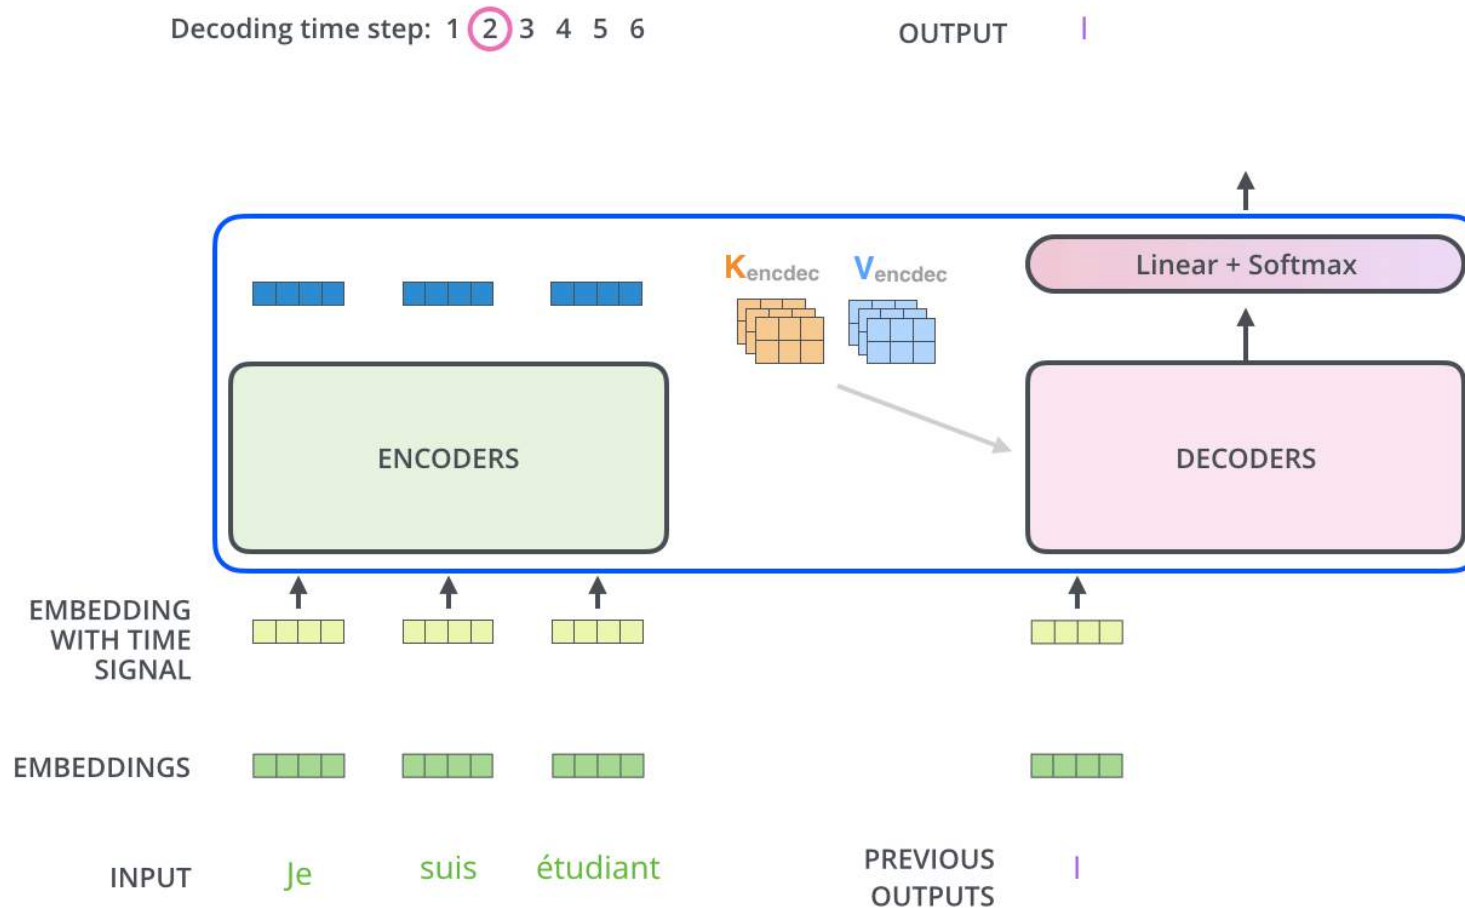 Decoding time step: 1 2 3 4 5 6
OUTPUT I
Kencdec Vencdec
Linear + Softmax
ENCODERS
DECODERS
EMBEDDING
WITH TIME
SIGNAL
EMBEDDINGS
INPUT Je suis étudiant
PREVIOUS
OUTPUTS
I